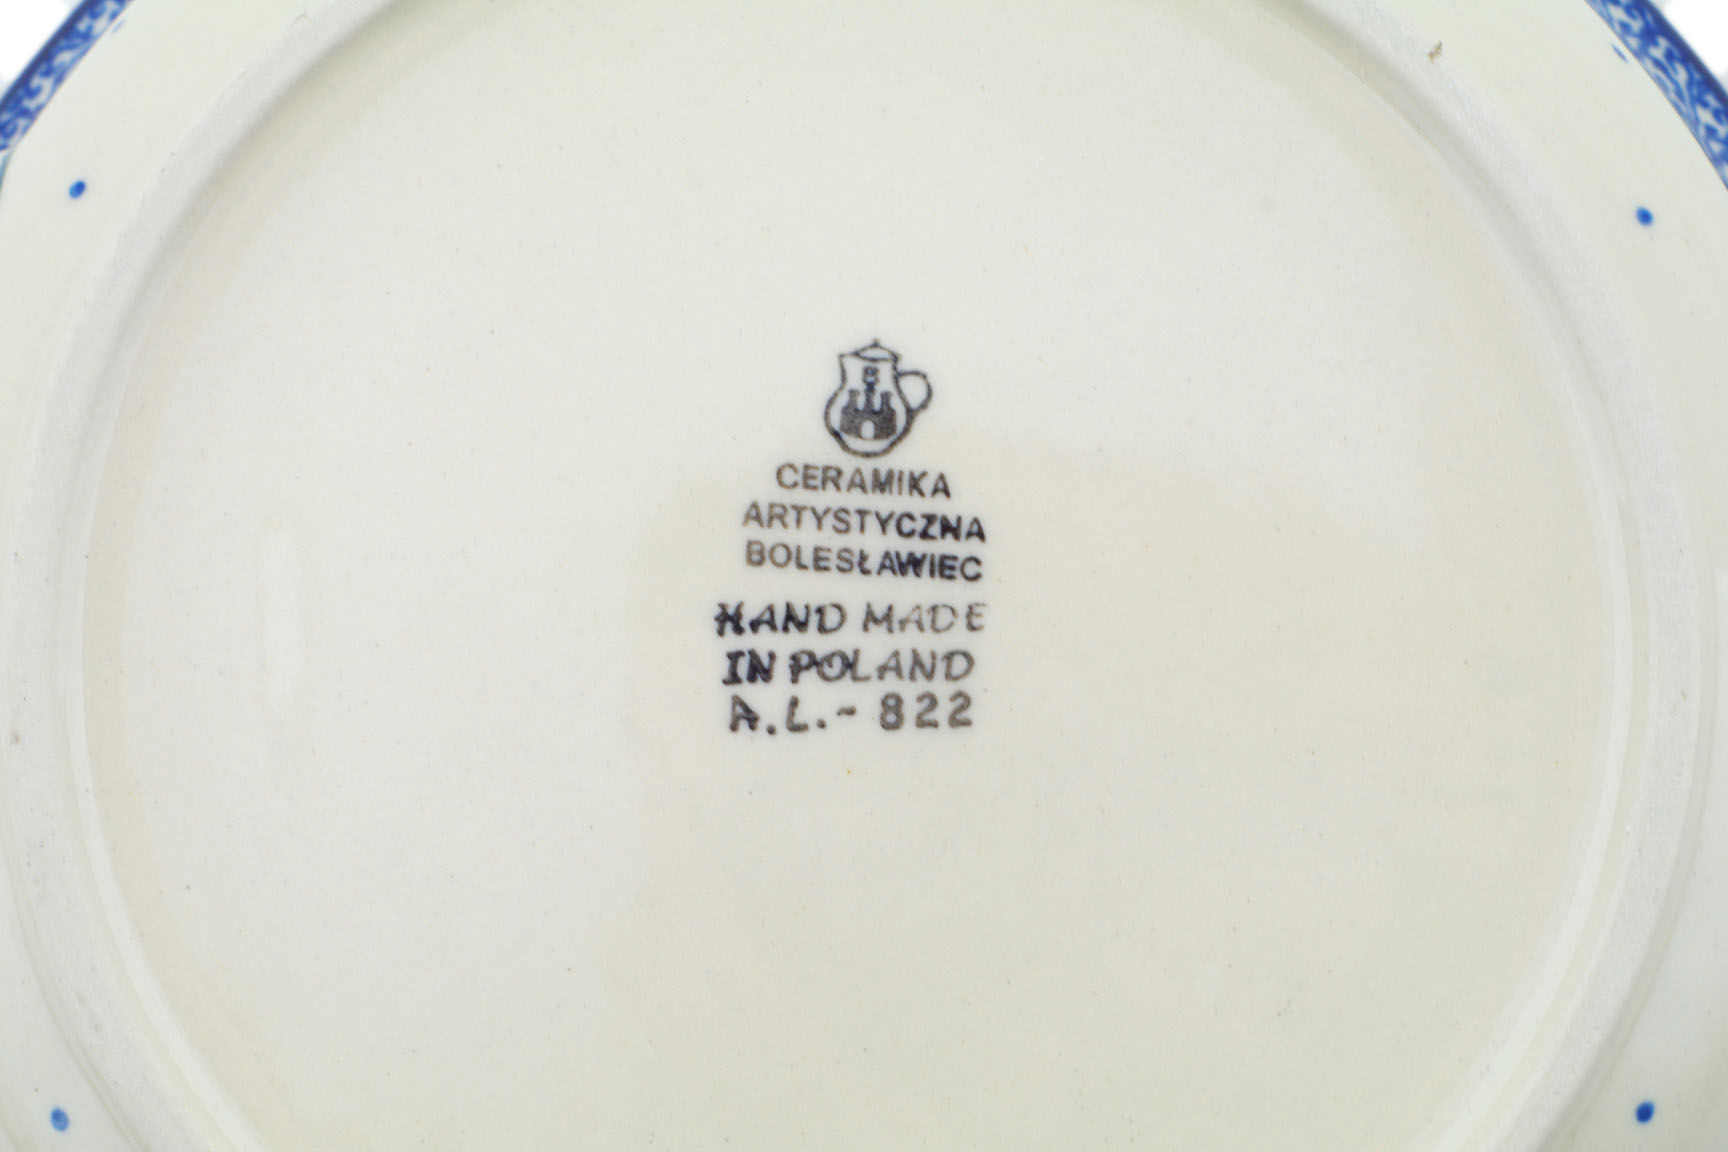 B
CERAMIKA
ARTYSTYCZNA
BOLESŁAWIEC
HAND MADE
IN POLAND
A.L.- 822